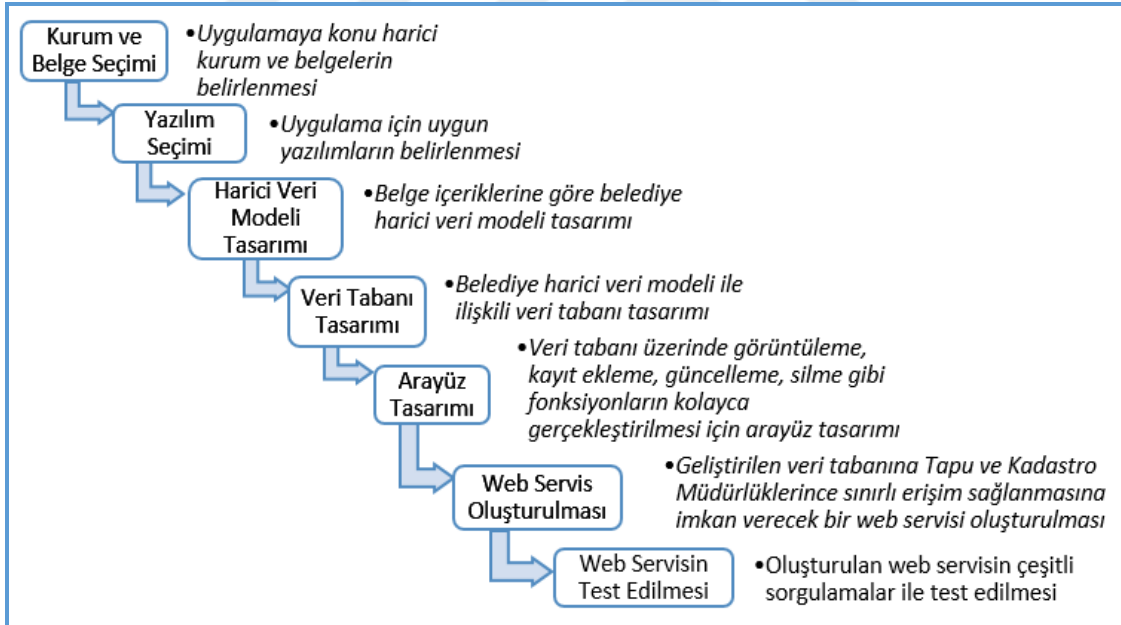 Kurum ve
Belge Seçimi
•Uygulamaya konu harici
kurum ve belgelerin
belirlenmesi
Yazılım
Seçimi
•Uygulama için uygun
yazılımların belirlenmesi
Harici Veri
Modeli
Tasarımı
•Belge içeriklerine göre belediye
harici veri modeli tasarımı
Veri Tabanı
Tasarımı
•Belediye harici veri modeli ile
ilişkili veri tabanı tasarımı
Arayüz
Tasarımı
•Veri tabanı üzerinde görüntüleme,
kayıt ekleme, güncelleme, silme gibi
fonksiyonların kolayca
gerçekleştirilmesi için arayüz tasarımı
Web Servis
Oluşturulması
•Geliştirilen veri tabanına Tapu ve Kadastro
Müdürlüklerince sınırlı erişim sağlanmasına
imkan verecek bir web servisi oluşturulması
Web Servisin
Test Edilmesi
•Oluşturulan web servisin çeşitli
sorgulamalar ile test edilmesi